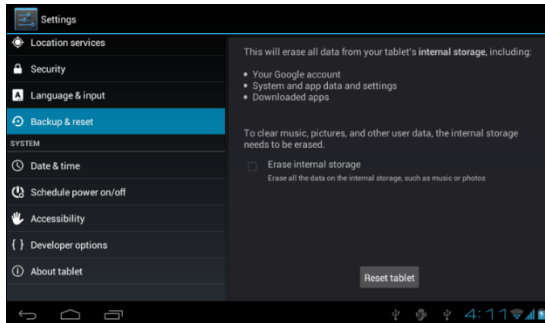 Settings
Location services
Security
A Language & input
Backup & reset
SYSTEM
Date & time
Schedule power on/off
Accessibility
{ } Developer options
About tablet
This will erase all data from your tablet's internal storage, including:
• Your Google account
• System and app data and settings
• Downloaded apps
To clear music, pictures, and other user data, the internal storage
needs to be erased.
Erase internal storage
Erase all the data on the internal storage, such as music or photos
Reset tablet
4:11